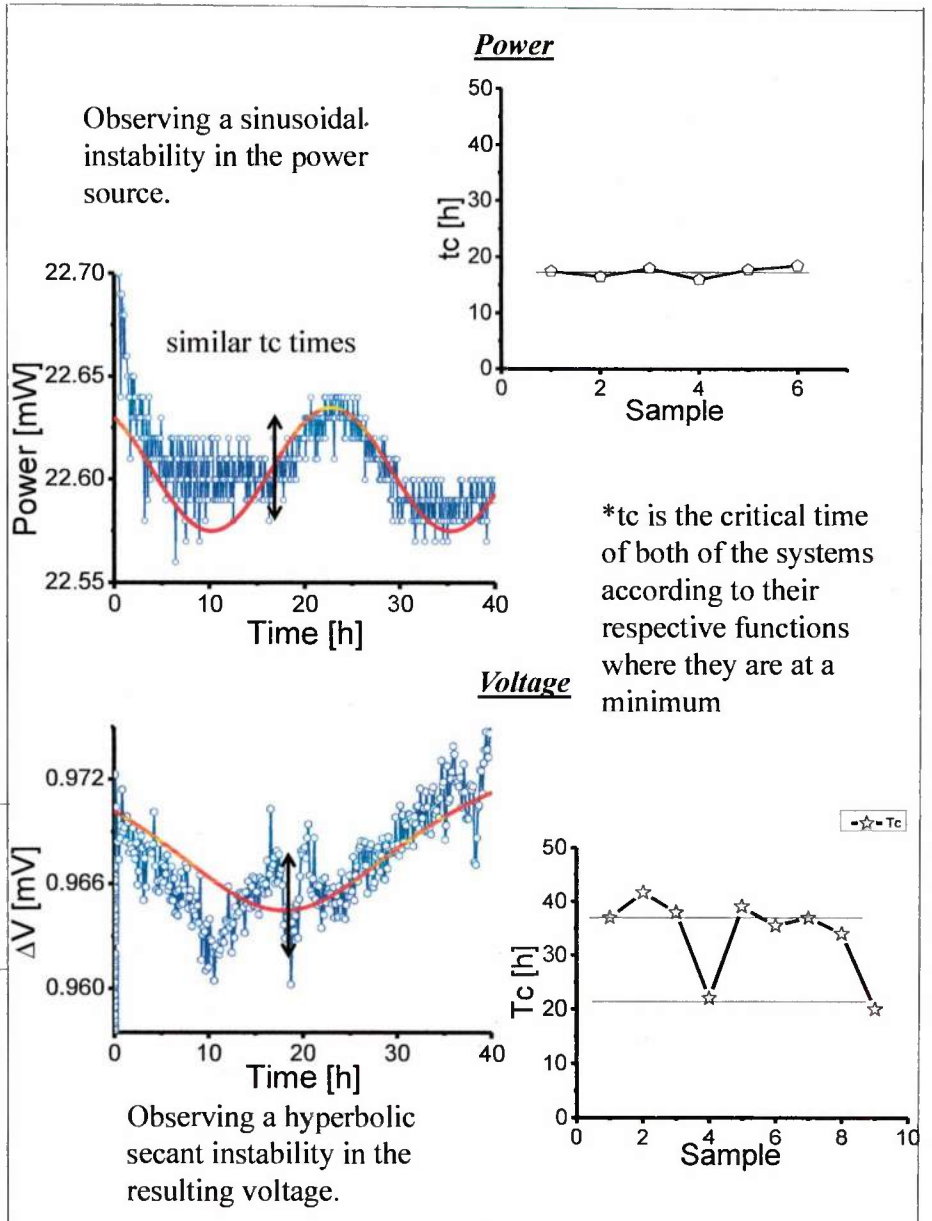 Power
Observing a sinusoidal
instability in the power
source.
50
40
30
20
10
0
tc [h]
0 2 4 6
Sample
22.70
22.65
22.60
22.55
Power [mW]
similar tc times
0 10 20 30 40
Time [h]
*tc is the critical time
of both of the systems
according to their
respective functions
where they are at a
minimum
Voltage
0.972
0.966
0.960
ΔV [mV]
0 10 20 30 40
Time [h]
Observing a hyperbolic
secant instability in the
resulting voltage.
Tc
50
40
30
20
10
0
Tc [h]
0 2 4 6 8 10
Sample